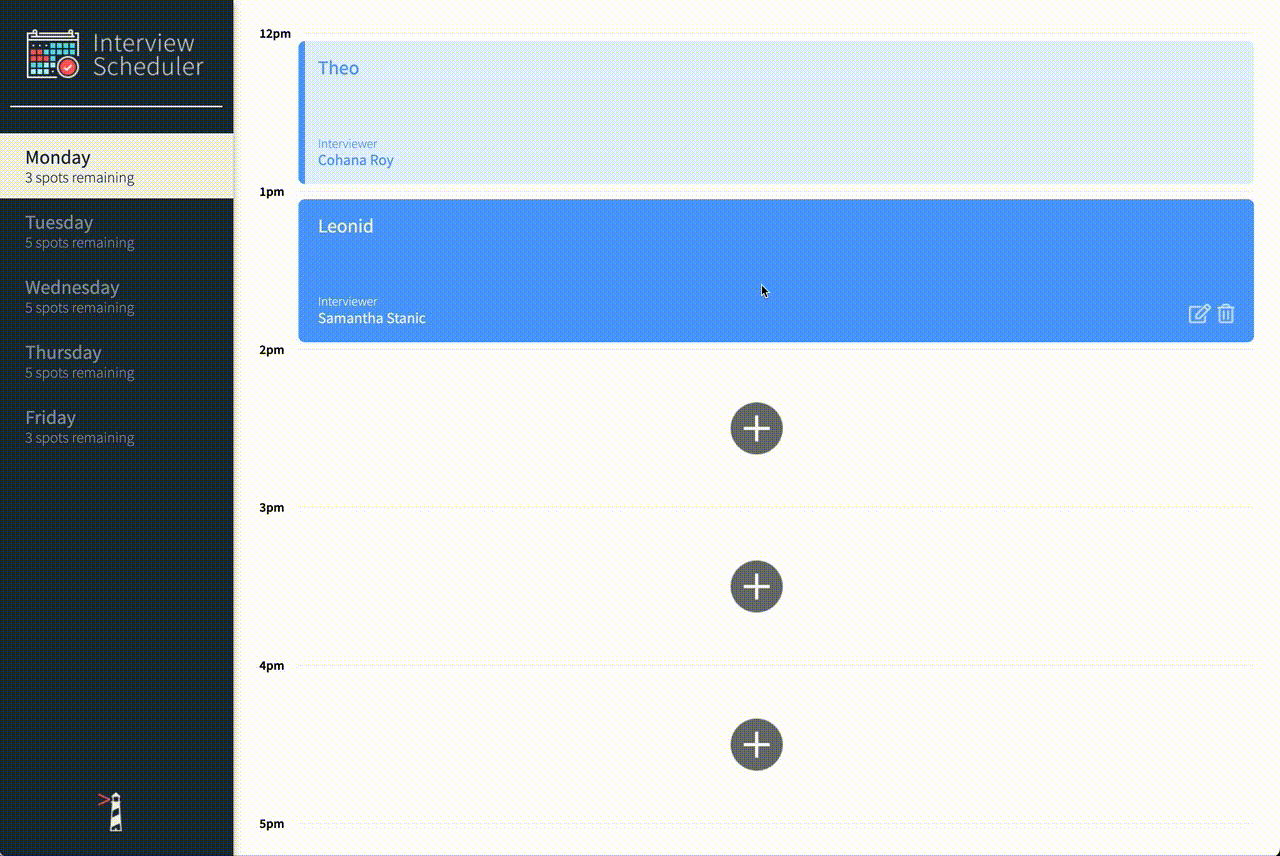 Interview
Scheduler
Monday
3 spots remaining
Tuesday
5 spots remaining
Wednesday
5 spots remaining
Thursday
5 spots remaining
Friday
3 spots remaining
12pm
Theo
Interviewer
Cohana Roy
1pm
Leonid
Interviewer
Samantha Stanic
2pm
3pm
4pm
5pm